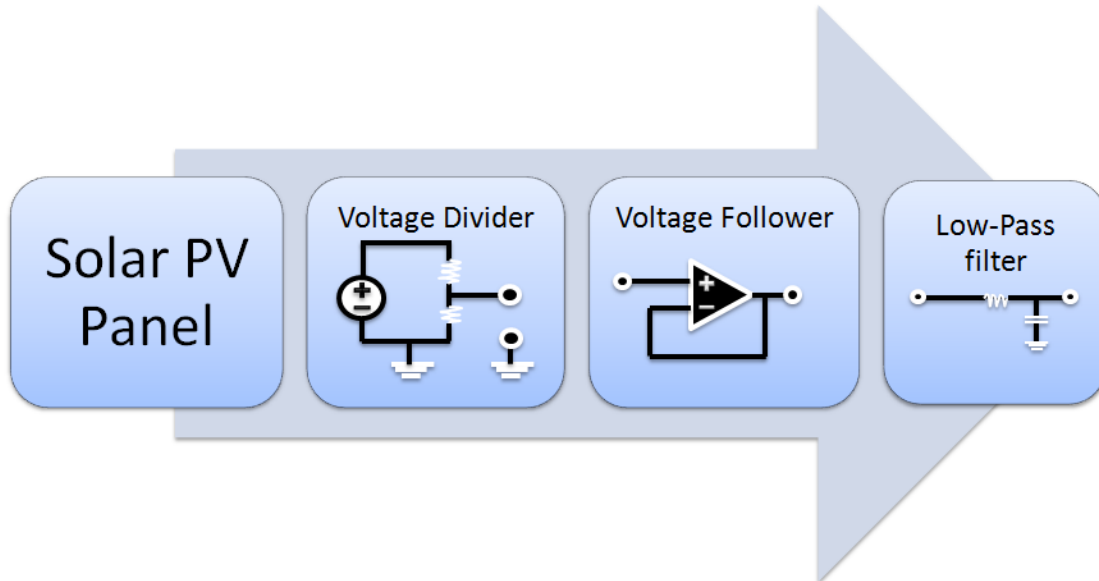 Solar PV
Panel
Voltage Divider
Voltage Follower
Low-Pass
filter